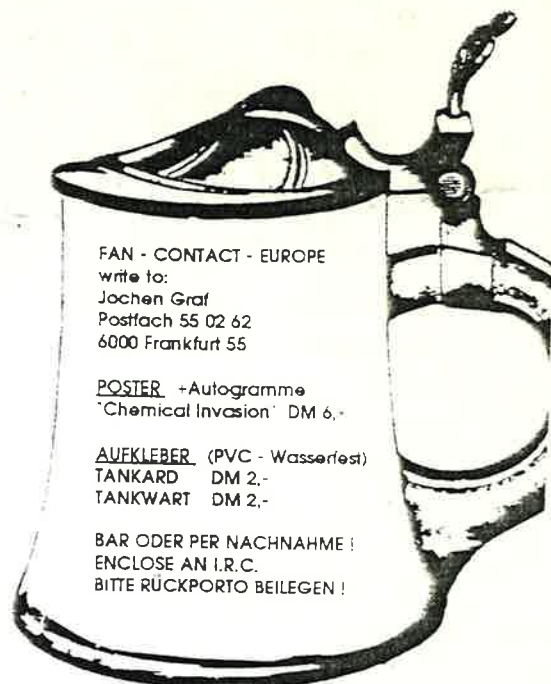 FAN - CONTACT - EUROPE
write to:
Jochen Graf
Postfach 55 02 62
6000 Frankfurt 55
POSTER +Autogramme
"Chemical Invasion" DM 6,-
AUFKLEBER (PVC - Wasserfest)
TANKARD DM 2,-
TANKWART DM 2,-
BAR ODER PER NACHNAHME !
ENCLOSE AN I.R.C.
BITTE RÜCKPORTO BEILEGEN !